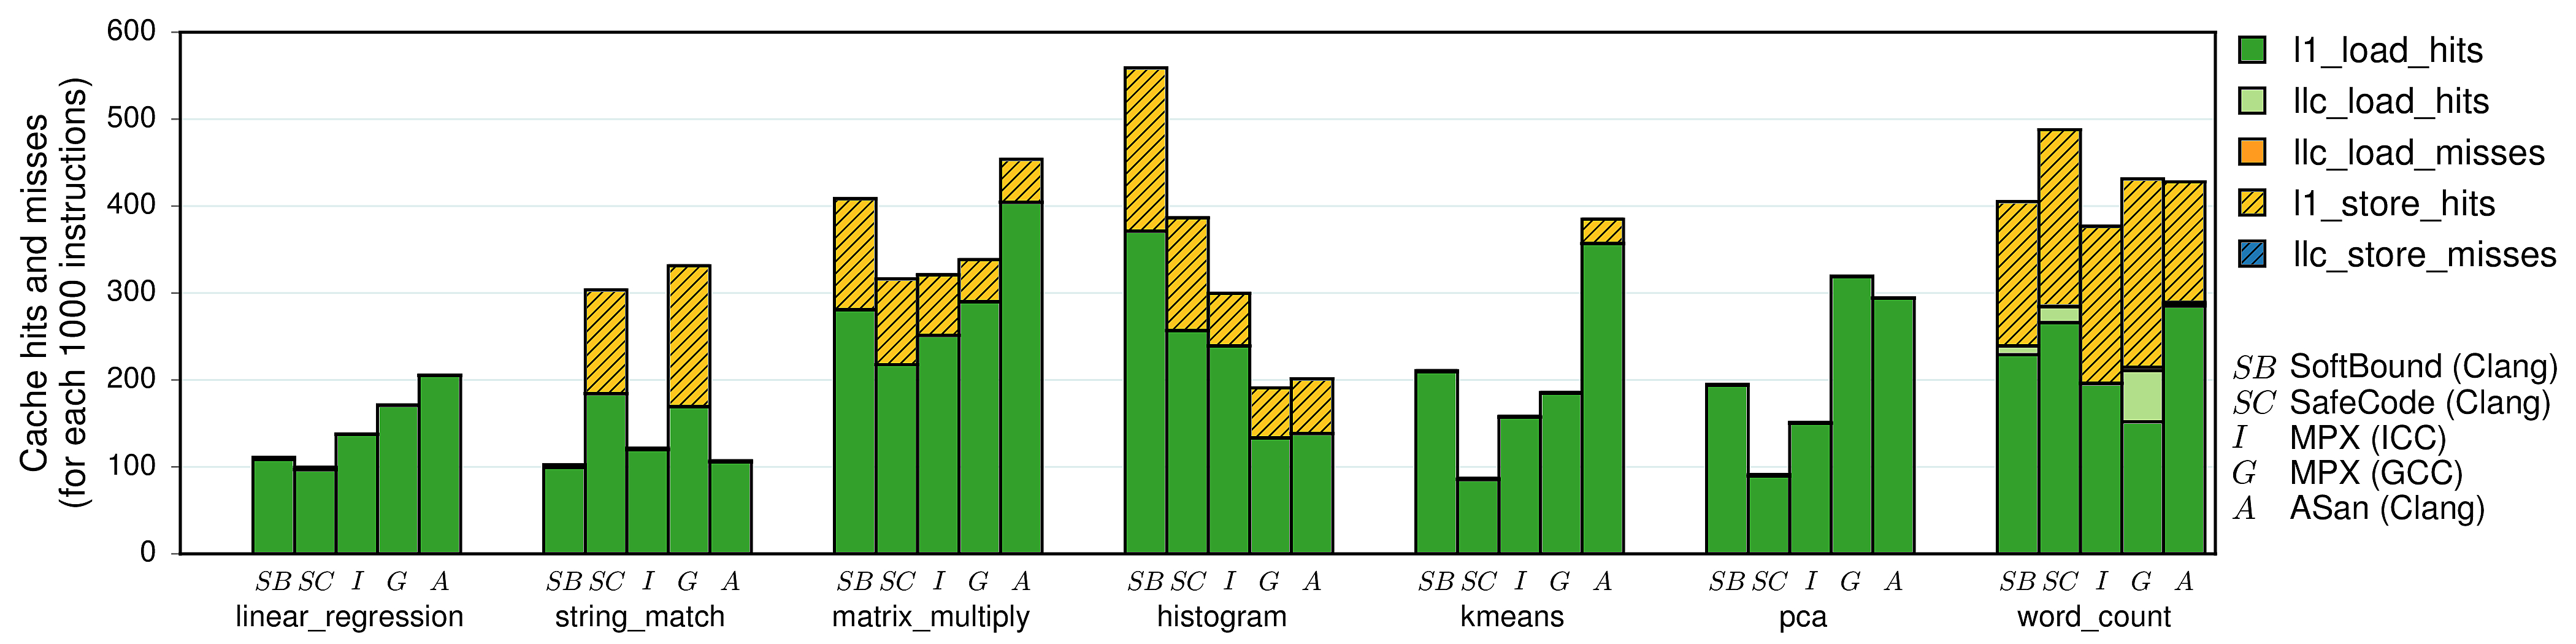 Cache hits and misses
(for each 1000 instructions)
600
500
400
300
200
100
0
SB SC I G A
linear_regression
SB SC I G A
string_match
SB SC I G A
matrix_multiply
SB SC I G A
histogram
SB SC I G A
kmeans
SB SC I G A
pca
SB SC I G A
word_count
l1_load_hits
llc_load_hits
llc_load_misses
l1_store_hits
llc_store_misses
SB SoftBound (Clang)
SC SafeCode (Clang)
I MPX (ICC)
G MPX (GCC)
A ASan (Clang)